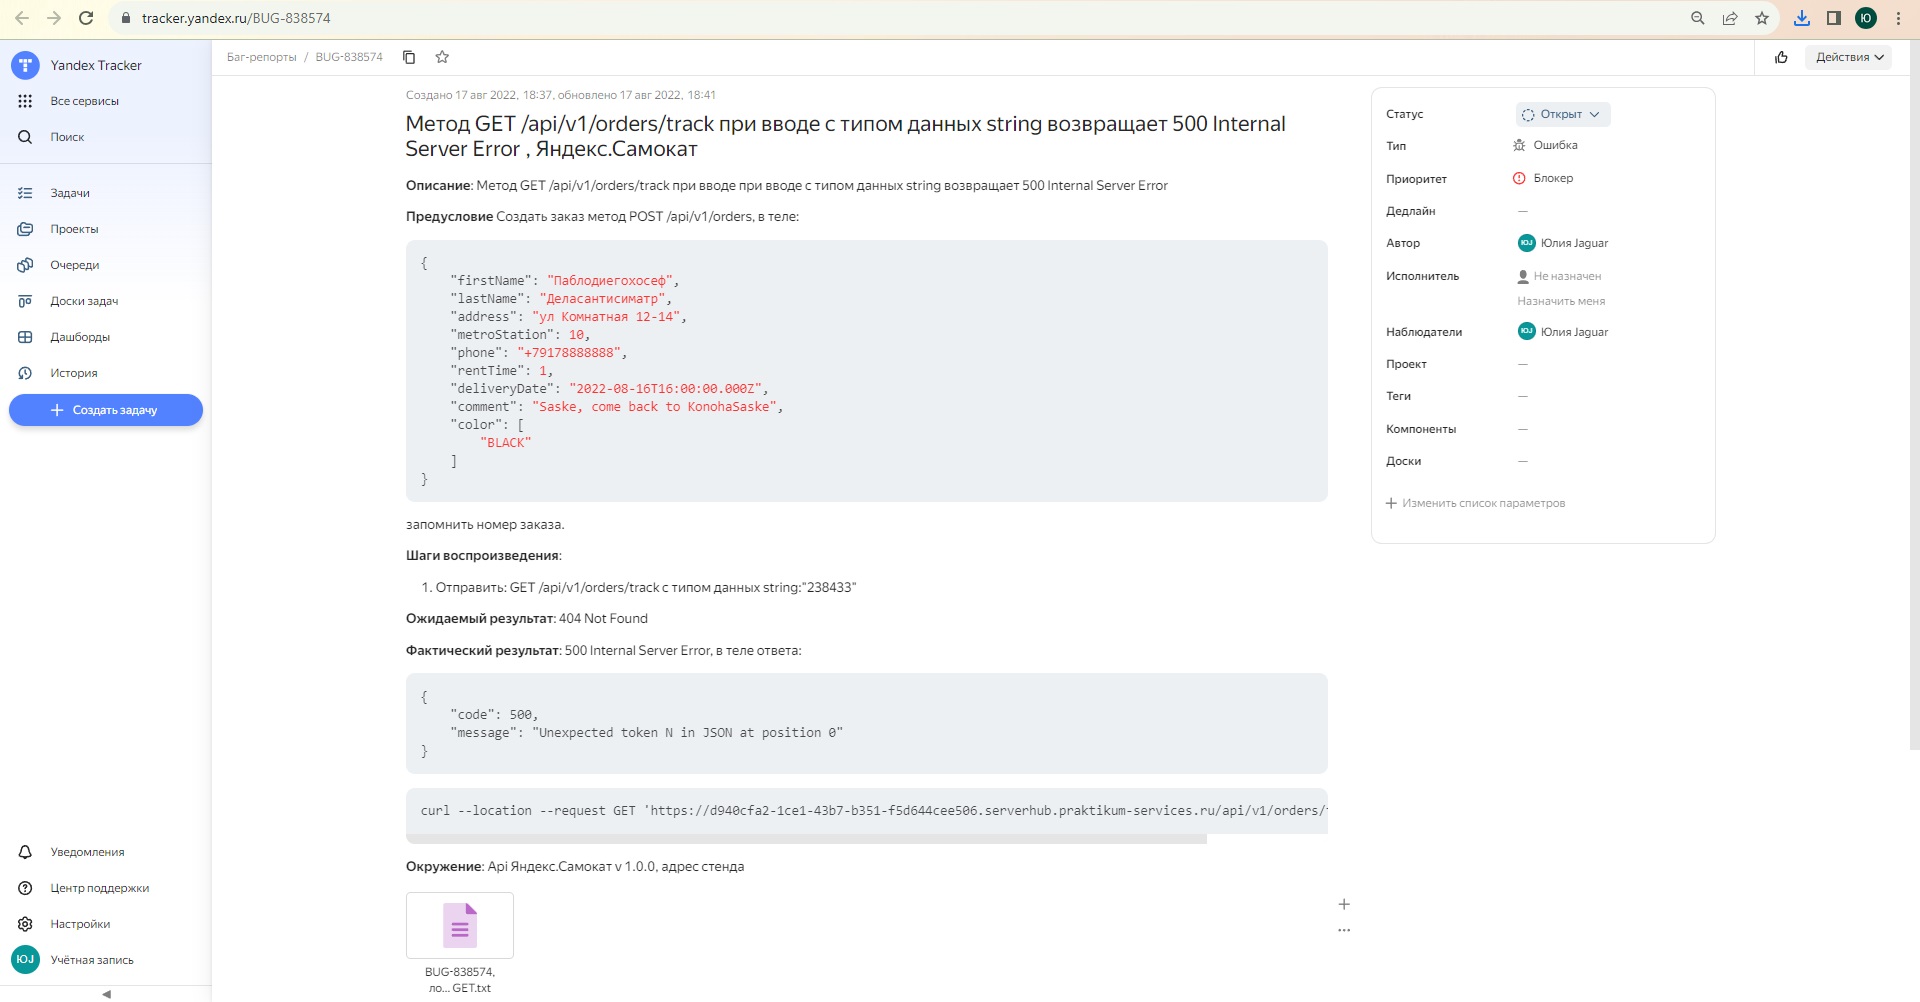 tracker.yandex.ru/BUG-838574
Ю
Yandex Tracker
Все сервисы
Поиск
Задачи
Проекты
Очереди
Доски задач
Дашборды
История
Создать задачу
Уведомления
Центр поддержки
Настройки
ЮJ
Учётная запись
Баг-репорты / BUG-838574
Действия
Создано 17 авг 2022, 18:37, обновлено 17 авг 2022, 18:41
Метод GET /api/v1/orders/track при вводе с типом данных string возвращает 500 Internal
Server Error , Яндекс.Самокат
Описание: Метод GET /api/v1/orders/track при вводе при вводе с типом данных string возвращает 500 Internal Server Error
Предусловие Создать заказ метод POST /api/v1/orders, в теле:
{
"firstName": "Паблодиегохосеф",
"lastName": "Деласантисиматр",
"address": "ул Комнатная 12-14",
"metroStation": 10,
"phone": "+79178888888",
"rentTime": 1,
"deliveryDate": "2022-08-16T16:00:00.000Z",
"comment": "Saske, come back to KonohaSaske",
"color": [
"BLACK"
]
}
запомнить номер заказа.
Шаги воспроизведения:
1. Отправить: GET /api/v1/orders/track с типом данных string:"238433"
Ожидаемый результат: 404 Not Found
Фактический результат: 500 Internal Server Error, в теле ответа:
{
"code": 500,
"message": "Unexpected token N in JSON at position 0"
}
curl --location --request GET 'https://d940cfa2-1ce1-43b7-b351-f5d644cee506.serverhub.praktikum-services.ru/api/v1/orders/
Окружение: Api Яндекс.Самокат v 1.0.0, адрес стенда
BUG-838574,
ло... GET.txt
Статус
Открыт
Тип
Ошибка
Приоритет
Блокер
Дедлайн
—
Автор
ЮJ
Юлия Jaguar
Исполнитель
Не назначен
Назначить меня
Наблюдатели
ЮJ
Юлия Jaguar
Проект
—
Теги
—
Компоненты
—
Доски
—
Изменить список параметров